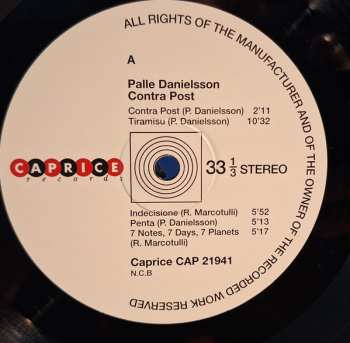 ALL RIGHTS OF THE MANUFACTURER AND OF THE OWNER OF THE RECORDED WORK RESERVED
A
Palle Danielsson
Contra Post
Contra Post (P. Danielsson) 2'11
Tiramisu (P. Danielsson) 10'32
CAPRICE
records
33 1/3 STEREO
Indecisione (R. Marcotulli) 5'52
Penta (P. Danielsson) 5'13
7 Notes, 7 Days, 7 Planets 5'17
(R. Marcotulli)
Caprice CAP 21941
N.C.B